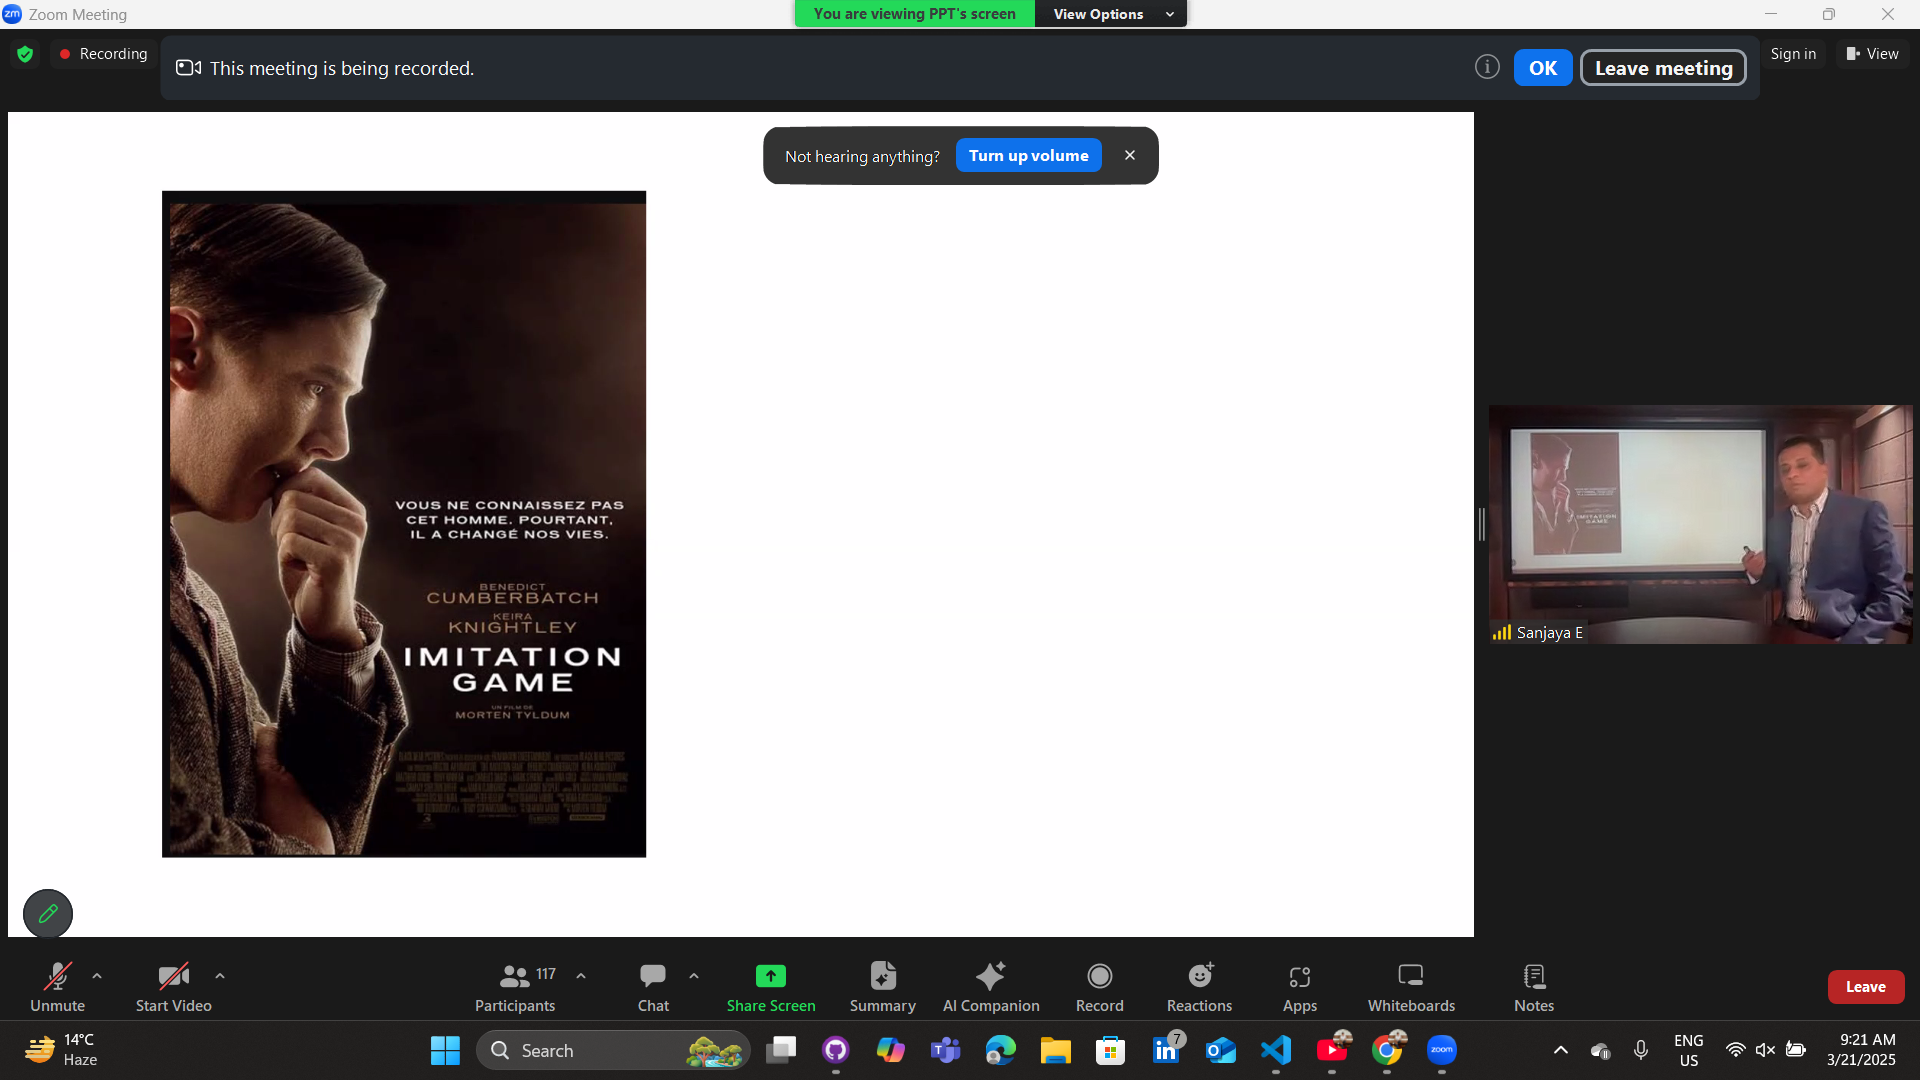 Zoom Meeting
You are viewing PPT's screen
View Options
Recording
This meeting is being recorded.
OK
Leave meeting
Sign in
View
Not hearing anything?
Turn up volume
VOUS NE CONNAISSEZ PAS
CET HOMME. POURTANT,
IL A CHANGÉ NOS VIES.
BENEDICT
CUMBERBATCH
KEIRA
KNIGHTLEY
IMITATION
GAME
UN FILM DE
MORTEN TYLDUM
IMITATION
GAME
Sanjaya E
Unmute
Start Video
117
Participants
Chat
Share Screen
Summary
AI Companion
Record
Reactions
Apps
Whiteboards
Notes
Leave
14°C
Haze
Search
7
zoom
ENG
US
9:21 AM
3/21/2025